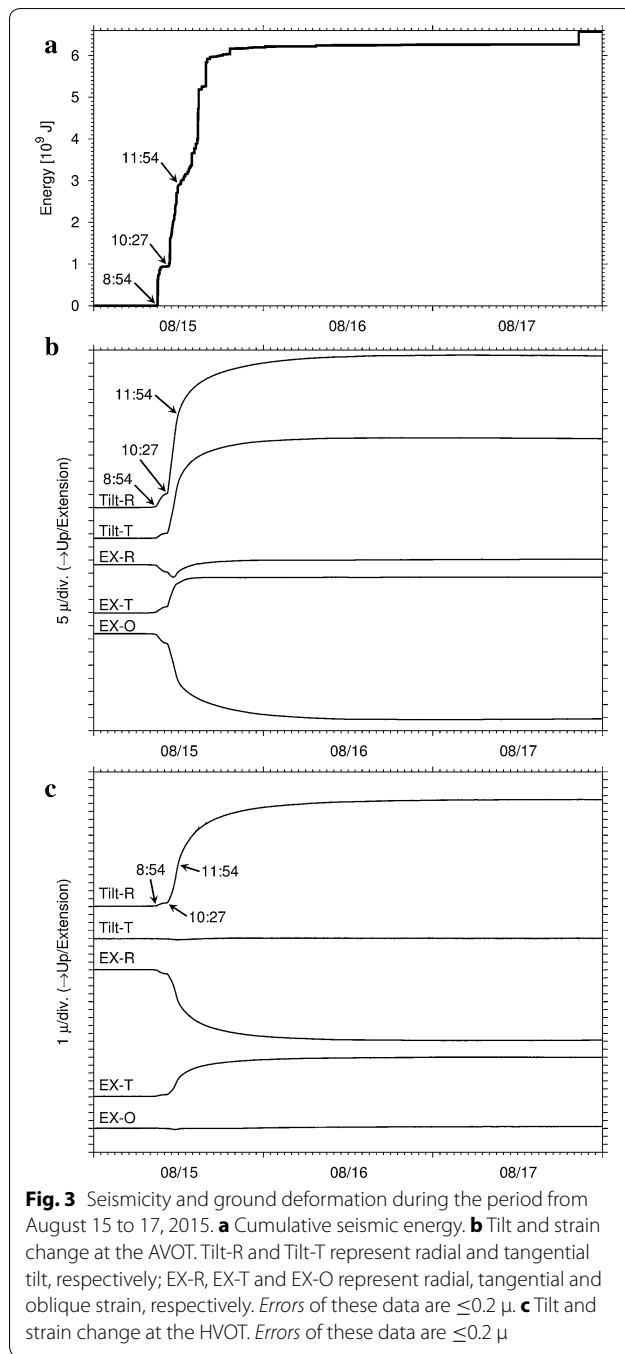 a
Energy [10⁹ J]
6
5
4
3
2
1
0
11:54
10:27
8:54
08/15 08/16 08/17
b
5 μ/div. (→Up/Extension)
11:54
10:27
8:54
Tilt-R
Tilt-T
EX-R
EX-T
EX-O
08/15 08/16 08/17
c
1 μ/div. (→Up/Extension)
8:54
11:54
Tilt-R
10:27
Tilt-T
EX-R
EX-T
EX-O
08/15 08/16 08/17
Fig. 3 Seismicity and ground deformation during the period from
August 15 to 17, 2015. a Cumulative seismic energy. b Tilt and strain
change at the AVOT. Tilt-R and Tilt-T represent radial and tangential
tilt, respectively; EX-R, EX-T and EX-O represent radial, tangential and
oblique strain, respectively. Errors of these data are ≤0.2 μ. c Tilt and
strain change at the HVOT. Errors of these data are ≤0.2 μ